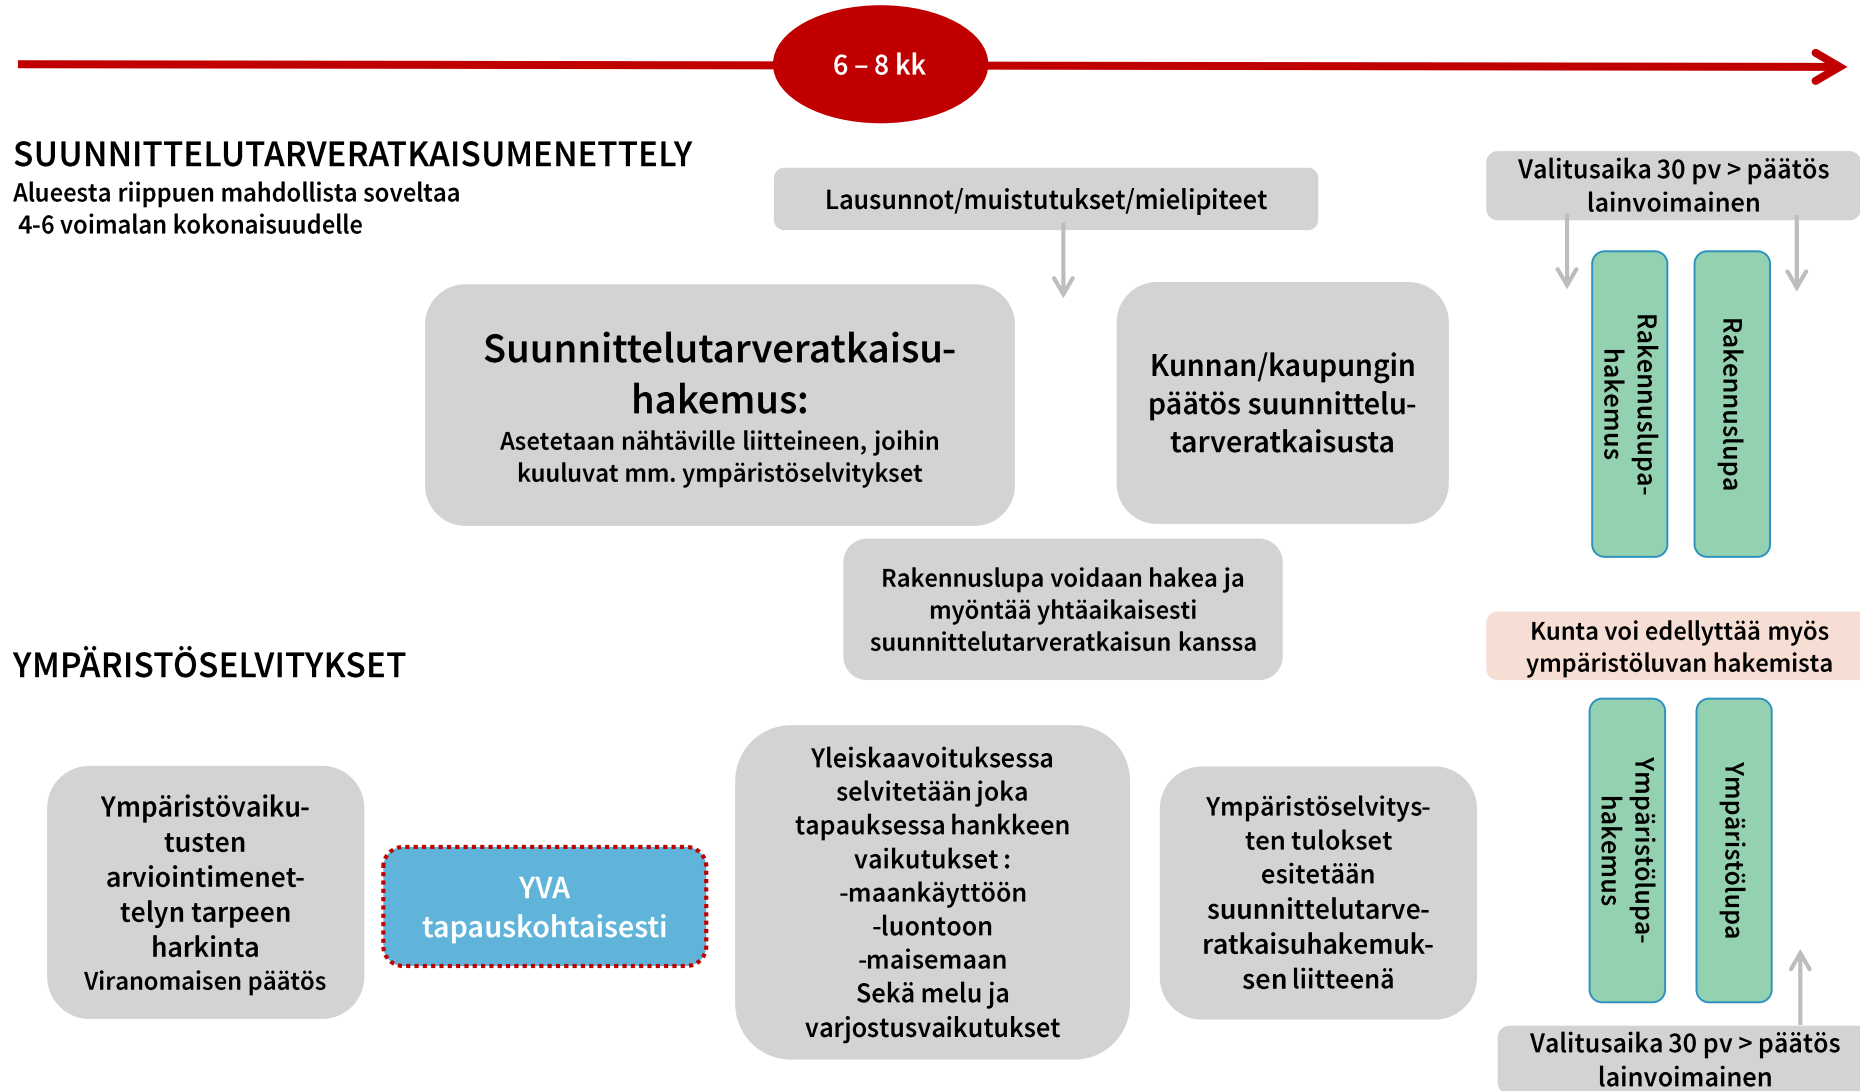 6 – 8 kk
SUUNNITTELUTARVERATKAISUMENETTELY
Alueesta riippuen mahdollista soveltaa
4-6 voimalan kokonaisuudelle
Lausunnot/muistutukset/mielipiteet
Valitusaika 30 pv > päätös
lainvoimainen
Suunnittelutarveratkaisu-
hakemus:
Asetetaan nähtäville liitteineen, joihin
kuuluvat mm. ympäristöselvitykset
Kunnan/kaupungin
päätös suunnittelu-
tarveratkaisusta
Rakennuslupa-
hakemus
Rakennuslupa
Rakennuslupa voidaan hakea ja
myöntää yhtäaikaisesti
suunnittelutarveratkaisun kanssa
Kunta voi edellyttää myös
ympäristöluvan hakemista
YMPÄRISTÖSELVITYKSET
Ympäristövaiku-
tusten
arviointimenet-
telyn tarpeen
harkinta
Viranomaisen päätös
YVA
tapauskohtaisesti
Yleiskaavoituksessa
selvitetään joka
tapauksessa hankkeen
vaikutukset :
-maankäyttöön
-luontoon
-maisemaan
Sekä melu ja
varjostusvaikutukset
Ympäristöselvitys-
ten tulokset
esitetään
suunnittelutarve-
ratkaisuhakemuk-
sen liitteenä
Ympäristölupa-
hakemus
Ympäristölupa
Valitusaika 30 pv > päätös
lainvoimainen